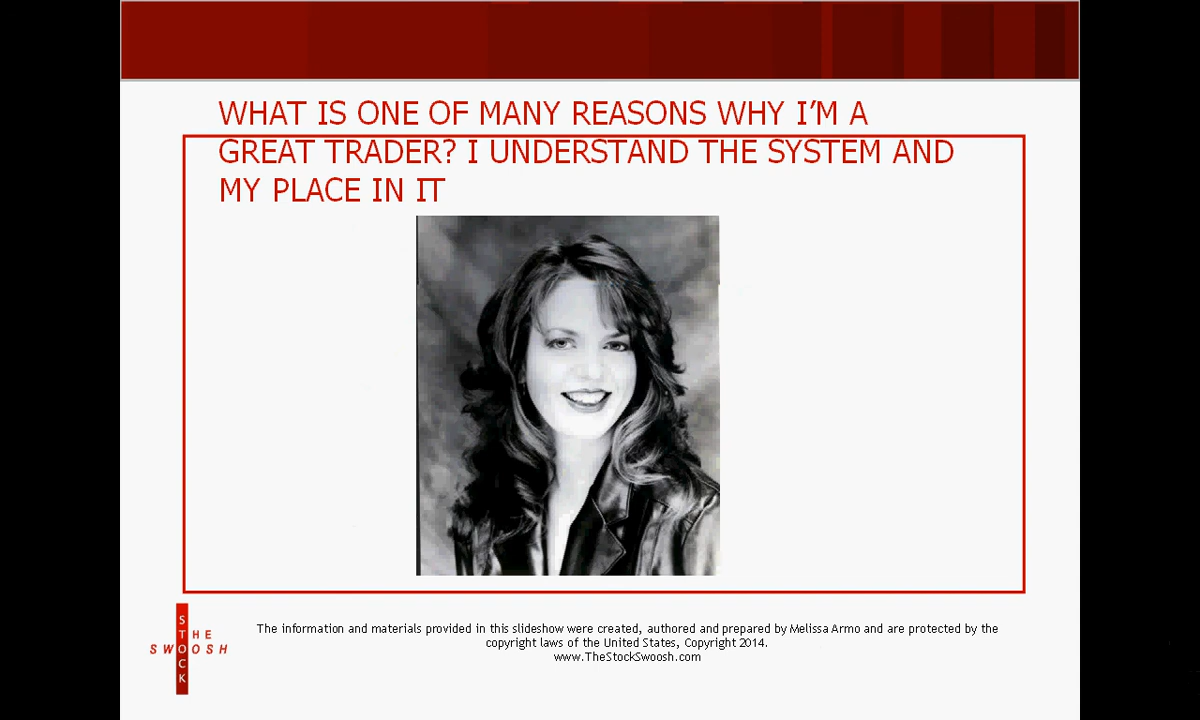 WHAT IS ONE OF MANY REASONS WHY I'M A
GREAT TRADER? I UNDERSTAND THE SYSTEM AND
MY PLACE IN IT
THE
STOCK
SWOOSH
The information and materials provided in this slideshow were created, authored and prepared by Melissa Armo and are protected by the
copyright laws of the United States, Copyright 2014.
www.TheStockSwoosh.com